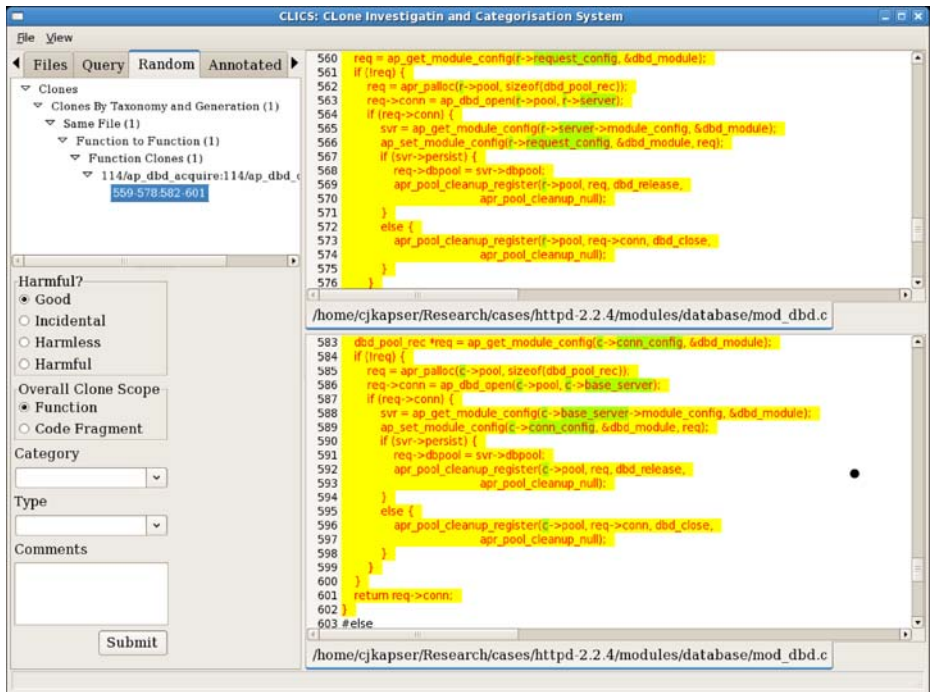 CLICS: CLone Investigatin and Categorisation System
File View
Files Query Random Annotated
Clones
Clones By Taxonomy and Generation (1)
Same File (1)
Function to Function (1)
Function Clones (1)
114/ap_dbd_acquire:114/ap_dbd_
559-578:582-601
Harmful?
Good
Incidental
Harmless
Harmful
Overall Clone Scope
Function
Code Fragment
Category
Type
Comments
Submit
560 req = ap_get_module_config(r->request_config, &dbd_module);
561 if (!req) {
562 req = apr_palloc(r->pool, sizeof(dbd_pool_rec));
563 req->conn = ap_dbd_open(r->pool, r->server);
564 if (req->conn) {
565 svr = ap_get_module_config(r->server->module_config, &dbd_module);
566 ap_set_module_config(r->request_config, &dbd_module, req);
567 if (svr->persist) {
568 req->dbpool = svr->dbpool;
569 apr_pool_cleanup_register(r->pool, req, dbd_release,
570 apr_pool_cleanup_null);
571 }
572 else {
573 apr_pool_cleanup_register(r->pool, req->conn, dbd_close,
574 apr_pool_cleanup_null);
575 }
576 }
/home/cjkapser/Research/cases/httpd-2.2.4/modules/database/mod_dbd.c
583 dbd_pool_rec *req = ap_get_module_config(c->conn_config, &dbd_module);
584 if (!req) {
585 req = apr_palloc(c->pool, sizeof(dbd_pool_rec));
586 req->conn = ap_dbd_open(c->pool, c->base_server);
587 if (req->conn) {
588 svr = ap_get_module_config(c->base_server->module_config, &dbd_module);
589 ap_set_module_config(c->conn_config, &dbd_module, req);
590 if (svr->persist) {
591 req->dbpool = svr->dbpool;
592 apr_pool_cleanup_register(c->pool, req, dbd_release,
593 apr_pool_cleanup_null);
594 }
595 else {
596 apr_pool_cleanup_register(c->pool, req->conn, dbd_close,
597 apr_pool_cleanup_null);
598 }
599 }
600 }
601 return req->conn;
602 }
603 #else
/home/cjkapser/Research/cases/httpd-2.2.4/modules/database/mod_dbd.c